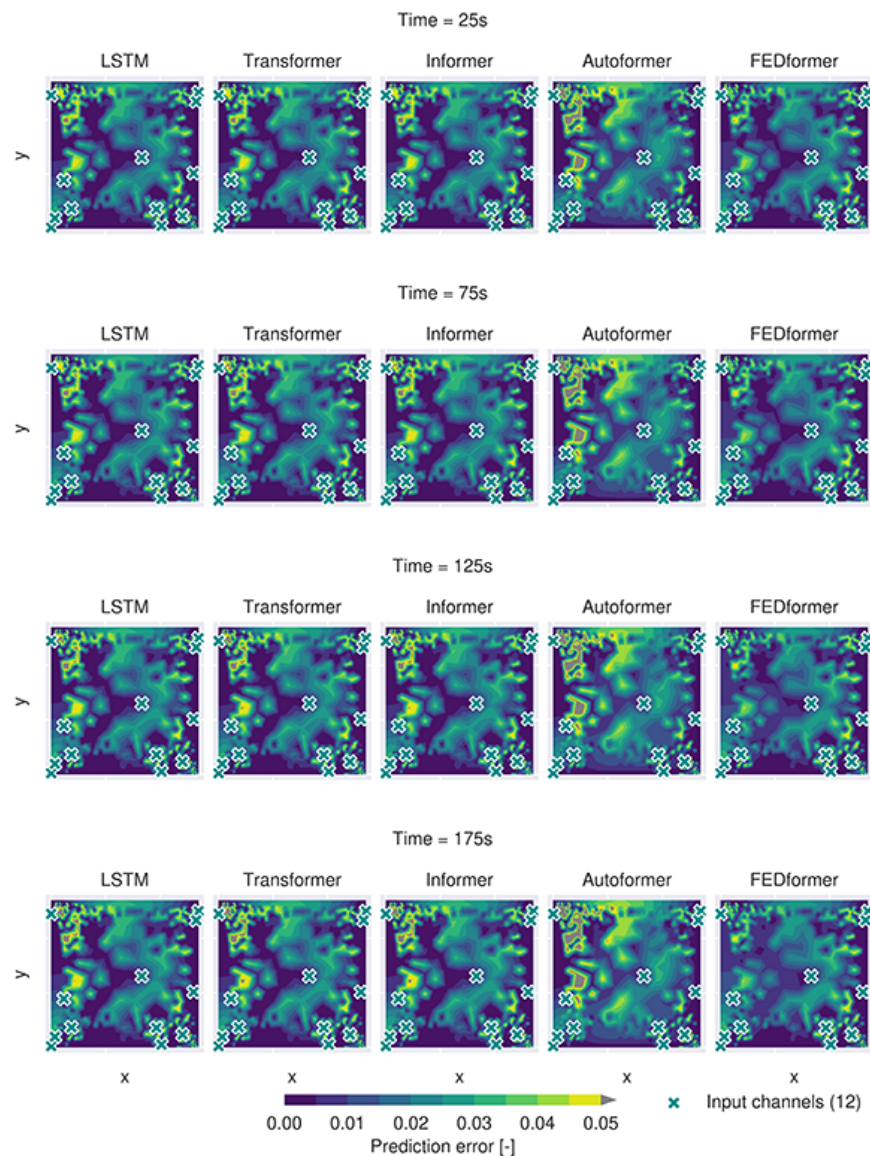 Time = 25s
LSTM Transformer Informer Autoformer FEDformer
y
Time = 75s
LSTM Transformer Informer Autoformer FEDformer
y
Time = 125s
LSTM Transformer Informer Autoformer FEDformer
y
Time = 175s
LSTM Transformer Informer Autoformer FEDformer
y
x x x x x
0.00 0.01 0.02 0.03 0.04 0.05
Prediction error [-]
Input channels (12)